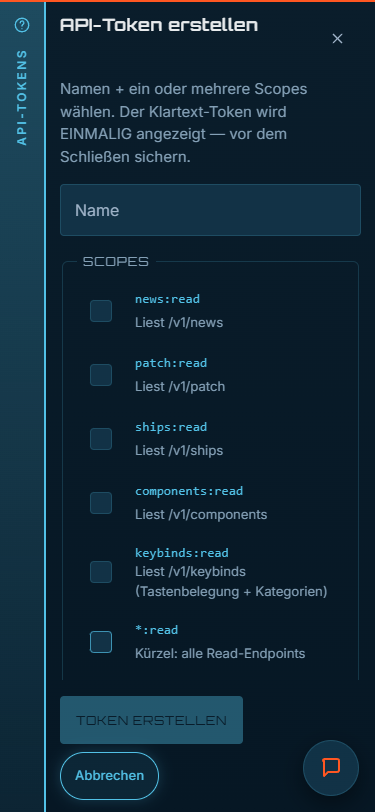 API-Token erstellen
API-TOKENS
Namen + ein oder mehrere Scopes
wählen. Der Klartext-Token wird
EINMALIG angezeigt — vor dem
Schließen sichern.
Name
SCOPES
news:read
Liest /v1/news
patch:read
Liest /v1/patch
ships:read
Liest /v1/ships
components:read
Liest /v1/components
keybinds:read
Liest /v1/keybinds
(Tastenbelegung + Kategorien)
*:read
Kürzel: alle Read-Endpoints
TOKEN ERSTELLEN
Abbrechen